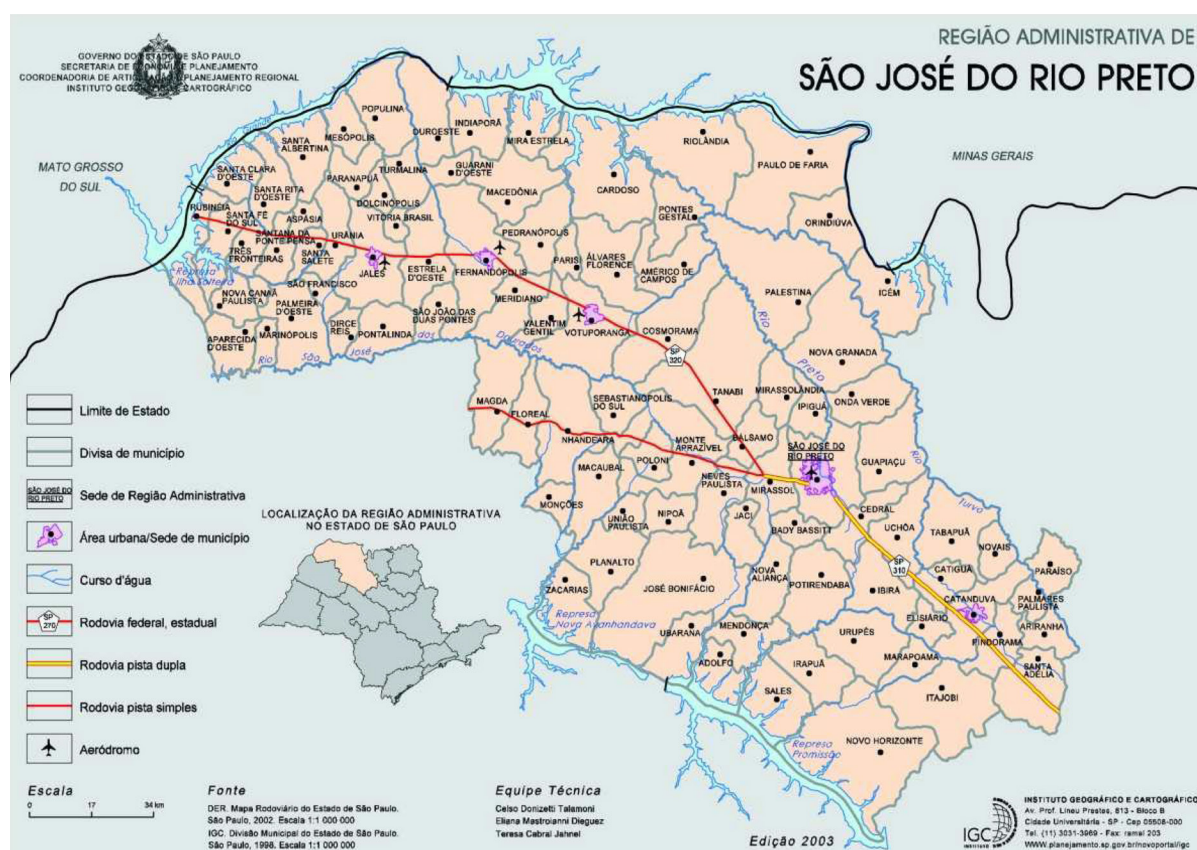 GOVERNO DO ESTADO DE SÃO PAULO
SECRETARIA DE ECONOMIA E PLANEJAMENTO
COORDENADORIA DE ARTICULAÇÃO E PLANEJAMENTO REGIONAL
INSTITUTO GEOGRÁFICO E CARTOGRÁFICO
REGIÃO ADMINISTRATIVA DE
SÃO JOSÉ DO RIO PRETO
MATO GROSSO
DO SUL
MINAS GERAIS
POPULINA
MESÓPOLIS
OUROESTE
INDIAPORÃ
MIRA ESTRELA
RIOLÂNDIA
PAULO DE FARIA
SANTA
ALBERTINA
SANTA CLARA
D'OESTE
SANTA RITA
D'OESTE
PARANAPUÃ
TURMALINA
GUARANI
D'OESTE
CARDOSO
DOLCINÓPOLIS
MACEDÔNIA
PONTES
GESTAL
ORINDIÚVA
RUBINÉIA
SANTA FÉ
DO SUL
ASPÁSIA
VITORIA BRASIL
SANTANA DA
PONTE PENSA
URÂNIA
PEDRANÓPOLIS
TRÊS
FRONTEIRAS
SANTA
SALETE
JALES
ESTRELA
D'OESTE
FERNANDÓPOLIS
PARISI
ÁLVARES
FLORENCE
AMÉRICO DE
CAMPOS
ICÉM
Represa
Ilha Solteira
SÃO FRANCISCO
NOVA CANAÃ
PAULISTA
PALMEIRA
D'OESTE
SÃO JOÃO DAS
DUAS PONTES
MERIDIANO
PALESTINA
APARECIDA
D'OESTE
MARINÓPOLIS
DIRCE
REIS
PONTALINDA
VALENTIM
GENTIL
VOTUPORANGA
COSMORAMA
Rio São José dos Dourados
SP
320
Rio Preto
NOVA GRANADA
MAGDA
FLOREAL
SEBASTIANÓPOLIS
DO SUL
TANABI
MIRASSOLÂNDIA
IPIGUÁ
ONDA VERDE
NHANDEARA
MONTE
APRAZÍVEL
BÁLSAMO
SÃO JOSÉ DO
RIO PRETO
GUAPIAÇU
Rio Turvo
MACAUBAL
POLONI
NEVES
PAULISTA
MIRASSOL
MONÇÕES
UNIÃO
PAULISTA
NIPOÃ
JACI
BADY BASSITT
CEDRAL
UCHÔA
TABAPUÃ
NOVAIS
PLANALTO
ZACARIAS
JOSÉ BONIFÁCIO
NOVA
ALIANÇA
POTIRENDABA
SP
310
IBIRÁ
CATIGUÁ
PARAÍSO
CATANDUVA
PALMARES
PAULISTA
Represa
Nova Avanhandava
UBARANA
MENDONÇA
ELISIÁRIO
ARIRANHA
PINDORAMA
ADOLFO
URUPÊS
IRAPUÃ
MARAPOAMA
SANTA
ADÉLIA
SALES
ITAJOBI
NOVO HORIZONTE
Represa
Promissão
Limite de Estado
Divisa de município
SÃO JOSÉ DO
RIO PRETO
Sede de Região Administrativa
Área urbana/Sede de município
Curso d'água
SP
270
Rodovia federal, estadual
Rodovia pista dupla
Rodovia pista simples
Aeródromo
LOCALIZAÇÃO DA REGIÃO ADMINISTRATIVA
NO ESTADO DE SÃO PAULO
Escala
0 17 34 km
Fonte
DER. Mapa Rodoviário do Estado de São Paulo.
São Paulo, 2002. Escala 1:1 000 000
IGC. Divisão Municipal do Estado de São Paulo.
São Paulo, 1998. Escala 1:1 000 000
Equipe Técnica
Celso Donizetti Talamoni
Eliana Mastroianni Dieguez
Teresa Cabral Jahnel
Edição 2003
IGC
INSTITUTO GEOGRÁFICO E CARTOGRÁFICO
Av. Prof. Lineu Prestes, 813 - Bloco B
Cidade Universitária - SP - Cep 05508-000
Tel. (11) 3031-3969 - Fax: ramal 203
WWW.planejamento.sp.gov.br/novoportal/igc